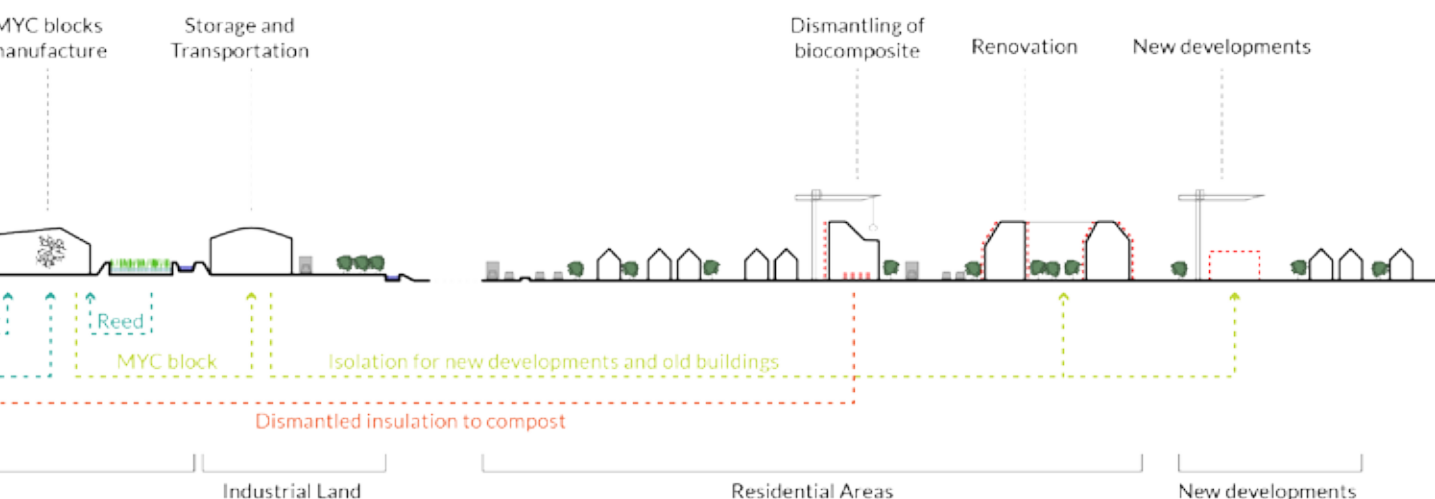 MYC blocks
manufacture
Storage and
Transportation
Dismantling of
biocomposite
Renovation
New developments
Reed
MYC block
Isolation for new developments and old buildings
Dismantled insulation to compost
Industrial Land
Residential Areas
New developments